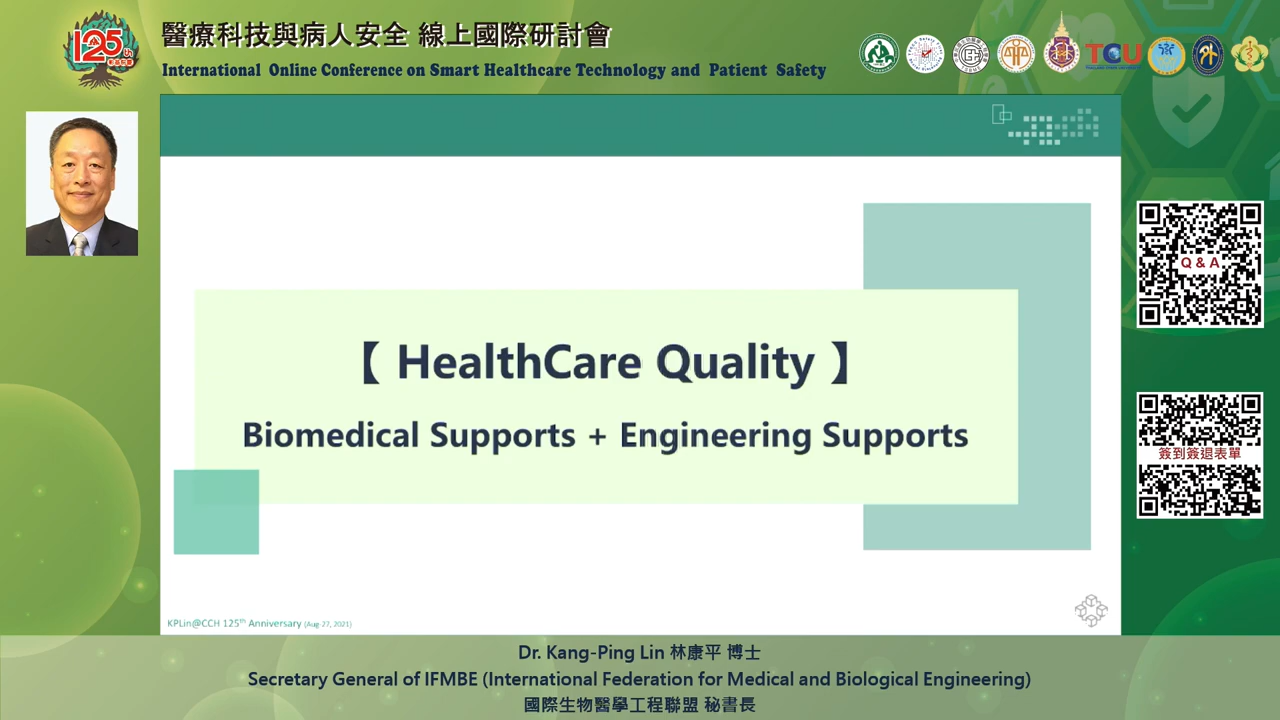 125th
醫療科技與病人安全 線上國際研討會
International Online Conference on Smart Healthcare Technology and Patient Safety
TCU
Q & A
【 HealthCare Quality 】
Biomedical Supports + Engineering Supports
簽到簽退表單
KPLin@CCH 125th Anniversary (Aug-27, 2021)
Dr. Kang-Ping Lin 林康平 博士
Secretary General of IFMBE (International Federation for Medical and Biological Engineering)
國際生物醫學工程聯盟 秘書長